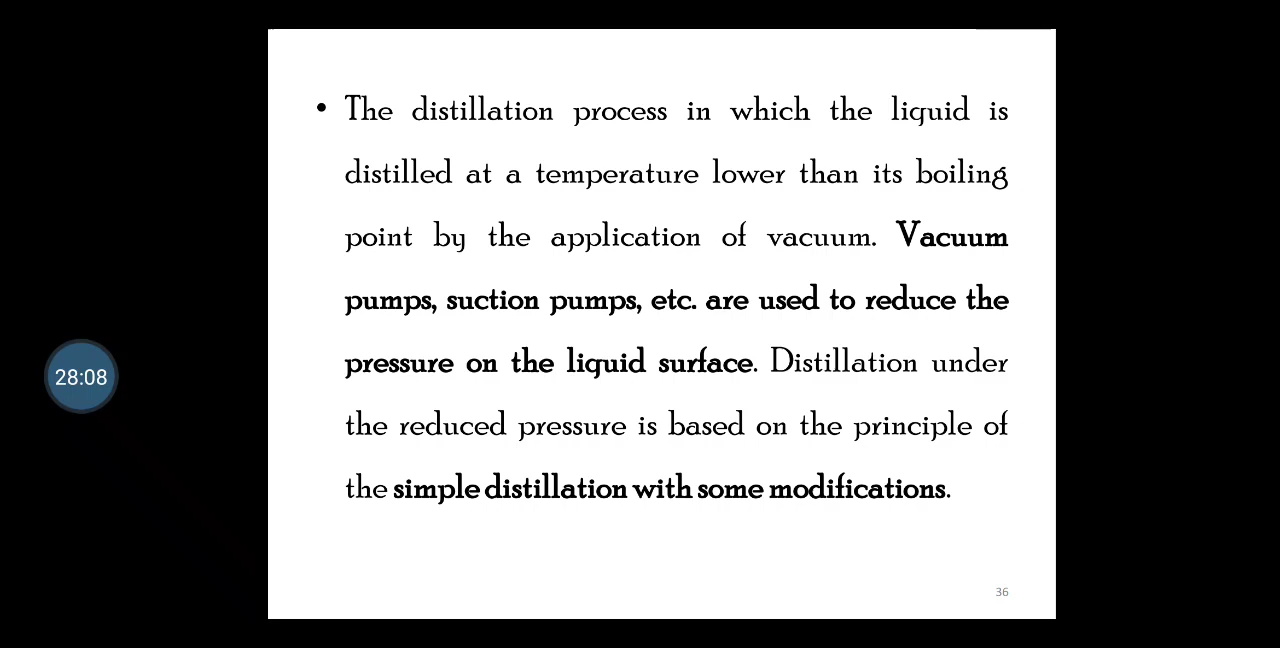 • The distillation process in which the liquid is
distilled at a temperature lower than its boiling
point by the application of vacuum. Vacuum
pumps, suction pumps, etc. are used to reduce the
pressure on the liquid surface. Distillation under
the reduced pressure is based on the principle of
the simple distillation with some modifications.
28:08
36